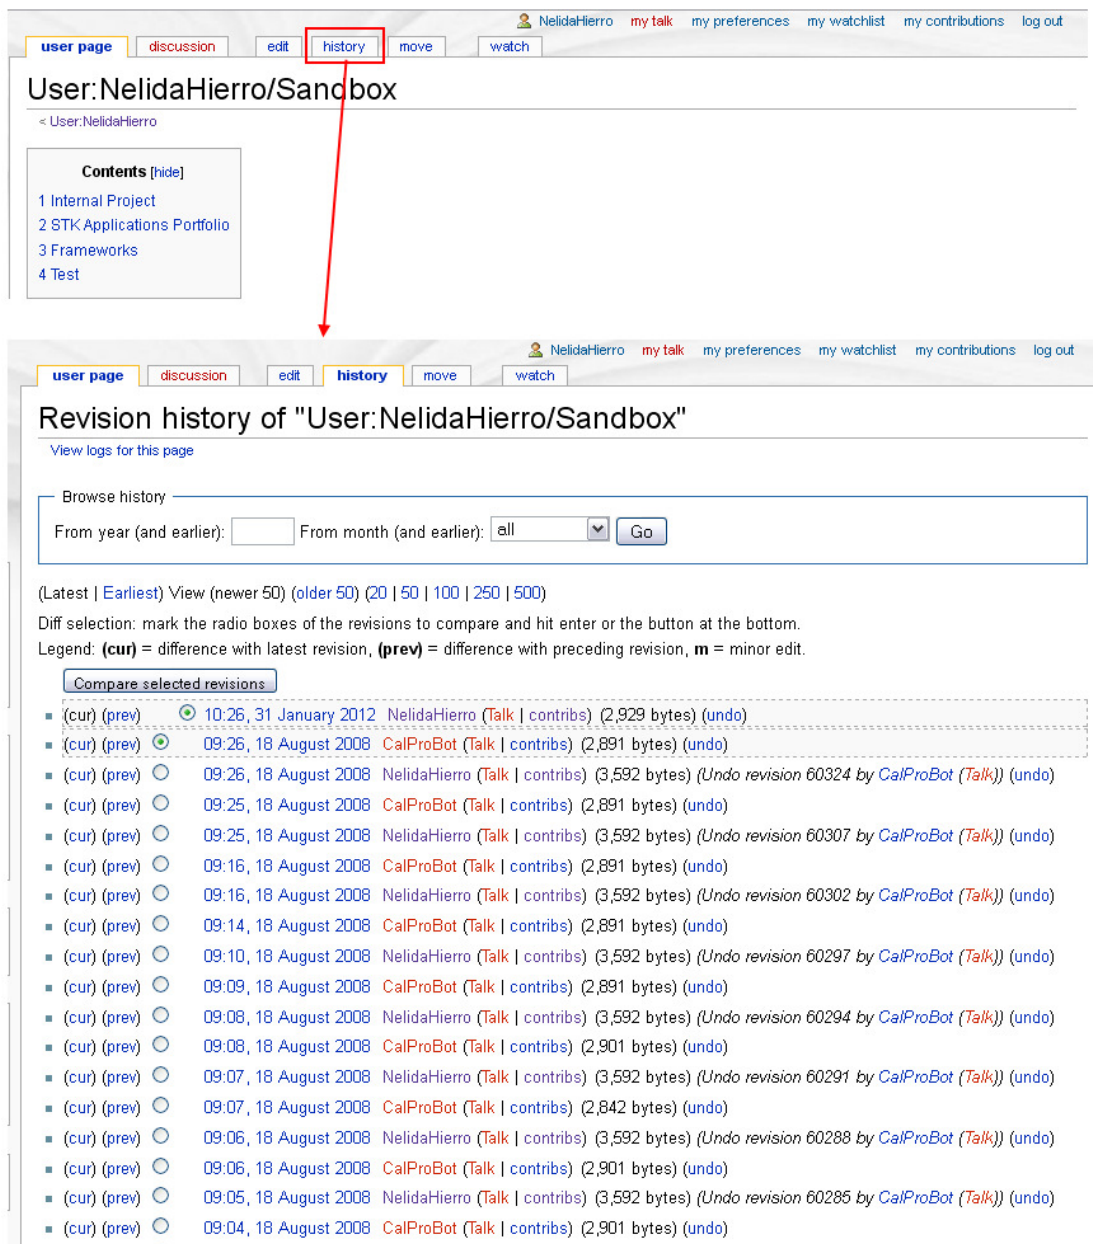 NelidaHierro my talk my preferences my watchlist my contributions log out
user page discussion edit history move watch
User:NelidaHierro/Sandbox
< User:NelidaHierro
Contents [hide]
1 Internal Project
2 STK Applications Portfolio
3 Frameworks
4 Test
NelidaHierro my talk my preferences my watchlist my contributions log out
user page discussion edit history move watch
Revision history of "User:NelidaHierro/Sandbox"
View logs for this page
Browse history
From year (and earlier): From month (and earlier): all Go
(Latest | Earliest) View (newer 50) (older 50) (20 | 50 | 100 | 250 | 500)
Diff selection: mark the radio boxes of the revisions to compare and hit enter or the button at the bottom.
Legend: (cur) = difference with latest revision, (prev) = difference with preceding revision, m = minor edit.
Compare selected revisions
(cur) (prev) 10:26, 31 January 2012 NelidaHierro (Talk | contribs) (2,929 bytes) (undo)
(cur) (prev) 09:26, 18 August 2008 CalProBot (Talk | contribs) (2,891 bytes) (undo)
(cur) (prev) 09:26, 18 August 2008 NelidaHierro (Talk | contribs) (3,592 bytes) (Undo revision 60324 by CalProBot (Talk)) (undo)
(cur) (prev) 09:25, 18 August 2008 CalProBot (Talk | contribs) (2,891 bytes) (undo)
(cur) (prev) 09:25, 18 August 2008 NelidaHierro (Talk | contribs) (3,592 bytes) (Undo revision 60307 by CalProBot (Talk)) (undo)
(cur) (prev) 09:16, 18 August 2008 CalProBot (Talk | contribs) (2,891 bytes) (undo)
(cur) (prev) 09:16, 18 August 2008 NelidaHierro (Talk | contribs) (3,592 bytes) (Undo revision 60302 by CalProBot (Talk)) (undo)
(cur) (prev) 09:14, 18 August 2008 CalProBot (Talk | contribs) (2,891 bytes) (undo)
(cur) (prev) 09:10, 18 August 2008 NelidaHierro (Talk | contribs) (3,592 bytes) (Undo revision 60297 by CalProBot (Talk)) (undo)
(cur) (prev) 09:09, 18 August 2008 CalProBot (Talk | contribs) (2,891 bytes) (undo)
(cur) (prev) 09:08, 18 August 2008 NelidaHierro (Talk | contribs) (3,592 bytes) (Undo revision 60294 by CalProBot (Talk)) (undo)
(cur) (prev) 09:08, 18 August 2008 CalProBot (Talk | contribs) (2,901 bytes) (undo)
(cur) (prev) 09:07, 18 August 2008 NelidaHierro (Talk | contribs) (3,592 bytes) (Undo revision 60291 by CalProBot (Talk)) (undo)
(cur) (prev) 09:07, 18 August 2008 CalProBot (Talk | contribs) (2,842 bytes) (undo)
(cur) (prev) 09:06, 18 August 2008 NelidaHierro (Talk | contribs) (3,592 bytes) (Undo revision 60288 by CalProBot (Talk)) (undo)
(cur) (prev) 09:06, 18 August 2008 CalProBot (Talk | contribs) (2,901 bytes) (undo)
(cur) (prev) 09:05, 18 August 2008 NelidaHierro (Talk | contribs) (3,592 bytes) (Undo revision 60285 by CalProBot (Talk)) (undo)
(cur) (prev) 09:04, 18 August 2008 CalProBot (Talk | contribs) (2,901 bytes) (undo)